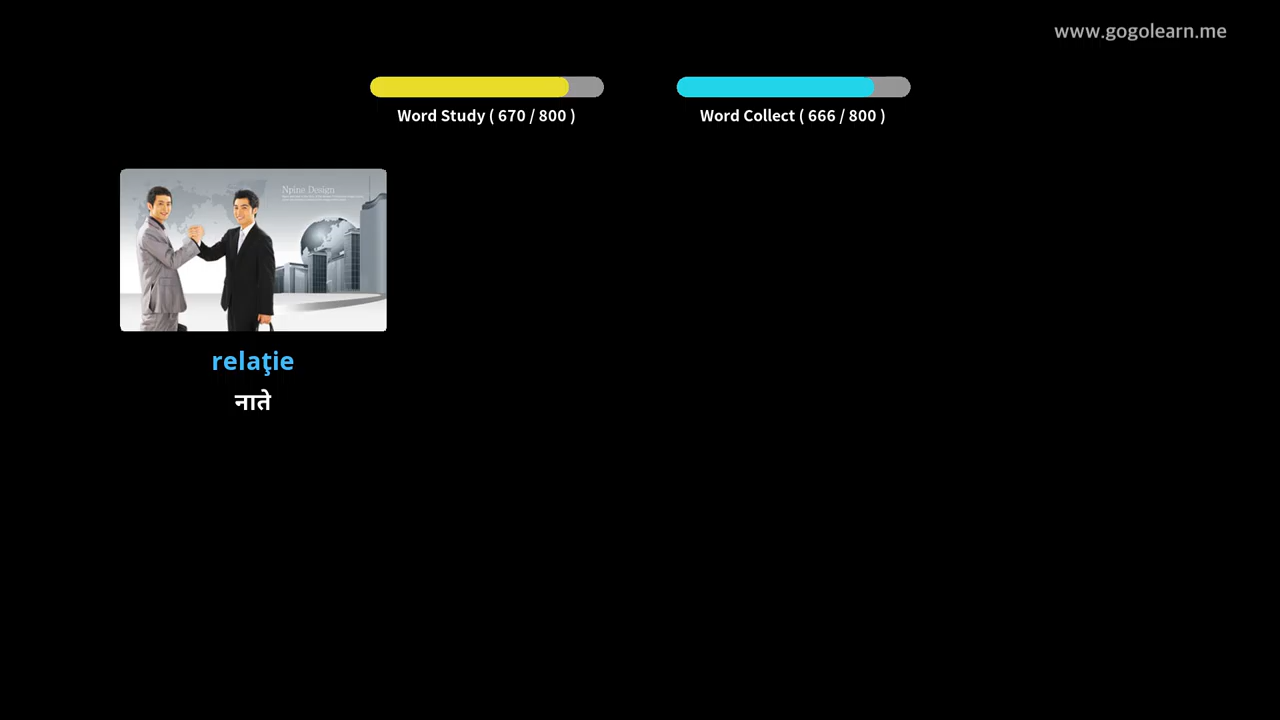 www.gogolearn.me
Word Study ( 670 / 800 )
Word Collect ( 666 / 800 )
Npine Design
relaţie
नाते